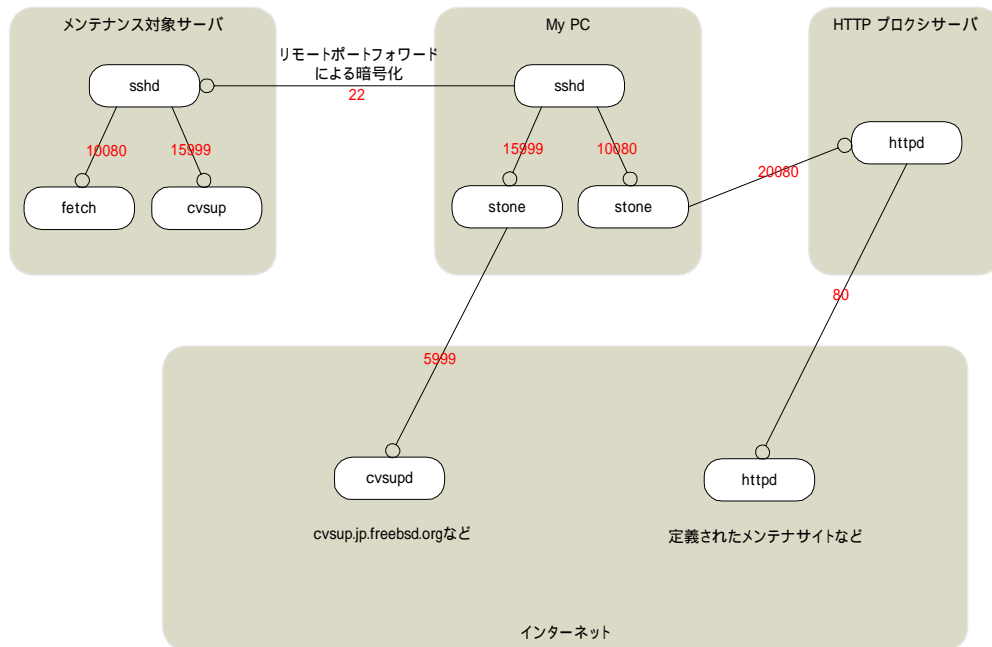 メンテナンス対象サーバ
My PC
HTTP プロクシサーバ
リモートポートフォワード
による暗号化
22
sshd
sshd
httpd
10080
15999
15999
10080
20080
fetch
cvsup
stone
stone
80
5999
cvsupd
httpd
cvsup.jp.freebsd.orgなど
定義されたメンテナサイトなど
インターネット